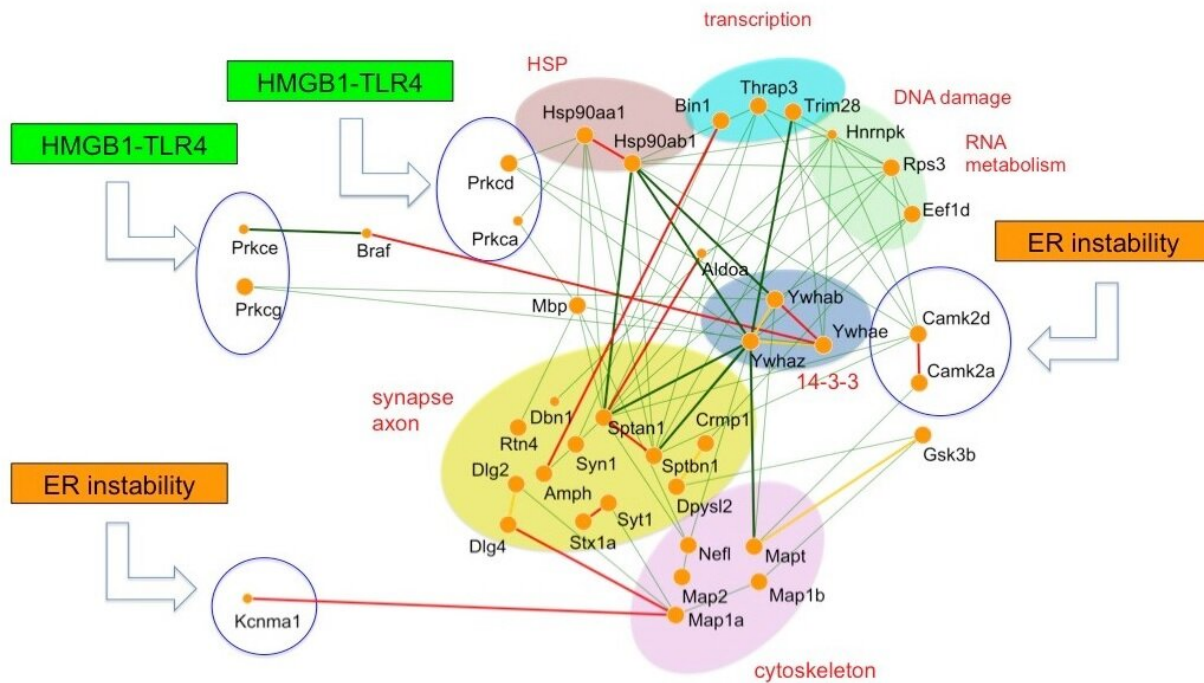 transcription
HMGB1-TLR4
HSP
Thrap3
Bin1
Trim28
DNA damage
Hsp90aa1
Hsp90ab1
Hnrnpk
RNA
metabolism
HMGB1-TLR4
Rps3
Prkcd
Eef1d
Prkca
Prkce
Braf
ER instability
Aldoa
Prkcg
Mbp
Ywhab
Ywhae
Camk2d
Ywhaz
Camk2a
14-3-3
synapse
axon
Dbn1
Sptan1
Crmp1
Rtn4
Gsk3b
Syn1
Sptbn1
Dlg2
ER instability
Amph
Dpysl2
Syt1
Stx1a
Dlg4
Nefl
Mapt
Map2
Map1b
Map1a
Kcnma1
cytoskeleton